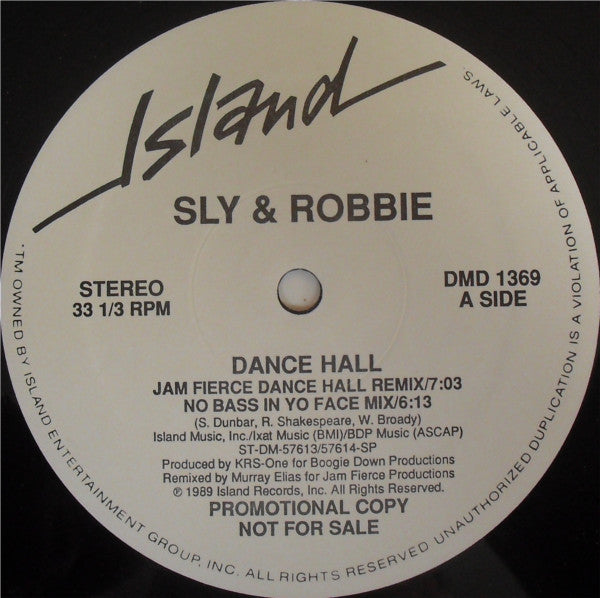 Island
SLY & ROBBIE
STEREO
33 1/3 RPM
DMD 1369
A SIDE
DANCE HALL
JAM FIERCE DANCE HALL REMIX/7:03
NO BASS IN YO FACE MIX/6:13
(S. Dunbar, R. Shakespeare, W. Broady)
Island Music, Inc./Ixat Music (BMI)/BDP Music (ASCAP)
ST-DM-57613/57614-SP
Produced by KRS-One for Boogie Down Productions
Remixed by Murray Elias for Jam Fierce Productions
℗ 1989 Island Records, Inc. All Rights Reserved.
PROMOTIONAL COPY
NOT FOR SALE
*TM OWNED BY ISLAND ENTERTAINMENT GROUP, INC. ALL RIGHTS RESERVED UNAUTHORIZED DUPLICATION IS A VIOLATION OF APPLICABLE LAWS.